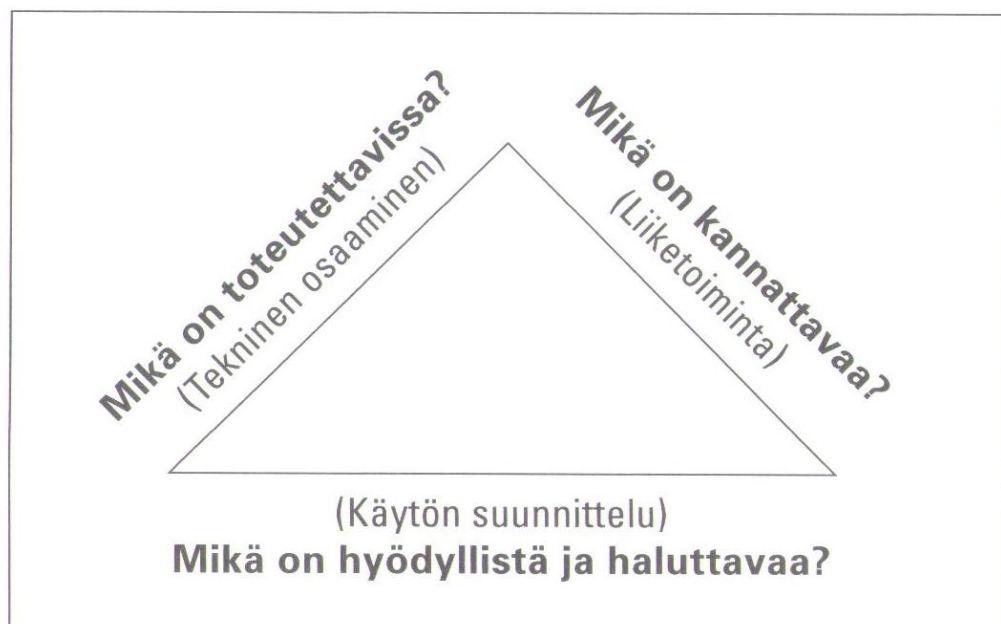 Mikä on toteutettavissa?
(Tekninen osaaminen)
Mikä on kannattavaa?
(Liiketoiminta)
(Käytön suunnittelu)
Mikä on hyödyllistä ja haluttavaa?